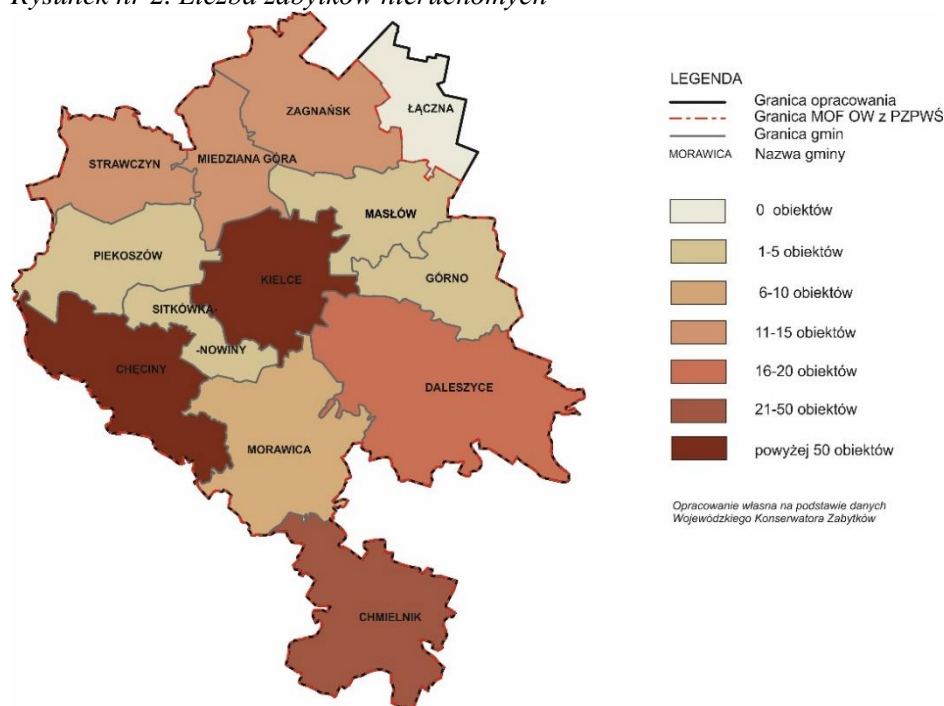 Rysunek nr 2. Liczba zabytków nieruchomych
ŁĄCZNA
ZAGNAŃSK
STRAWCZYN
MIEDZIANA GÓRA
MASŁÓW
PIEKOSZÓW
GÓRNO
KIELCE
SITKÓWKA-
-NOWINY
CHĘCINY
DALESZYCE
MORAWICA
CHMIELNIK
LEGENDA
Granica opracowania
Granica MOF OW z PZPWŚ
Granica gmin
MORAWICA Nazwa gminy
0 obiektów
1-5 obiektów
6-10 obiektów
11-15 obiektów
16-20 obiektów
21-50 obiektów
powyżej 50 obiektów
Opracowanie własna na podstawie danych
Wojewódzkiego Konserwatora Zabytków